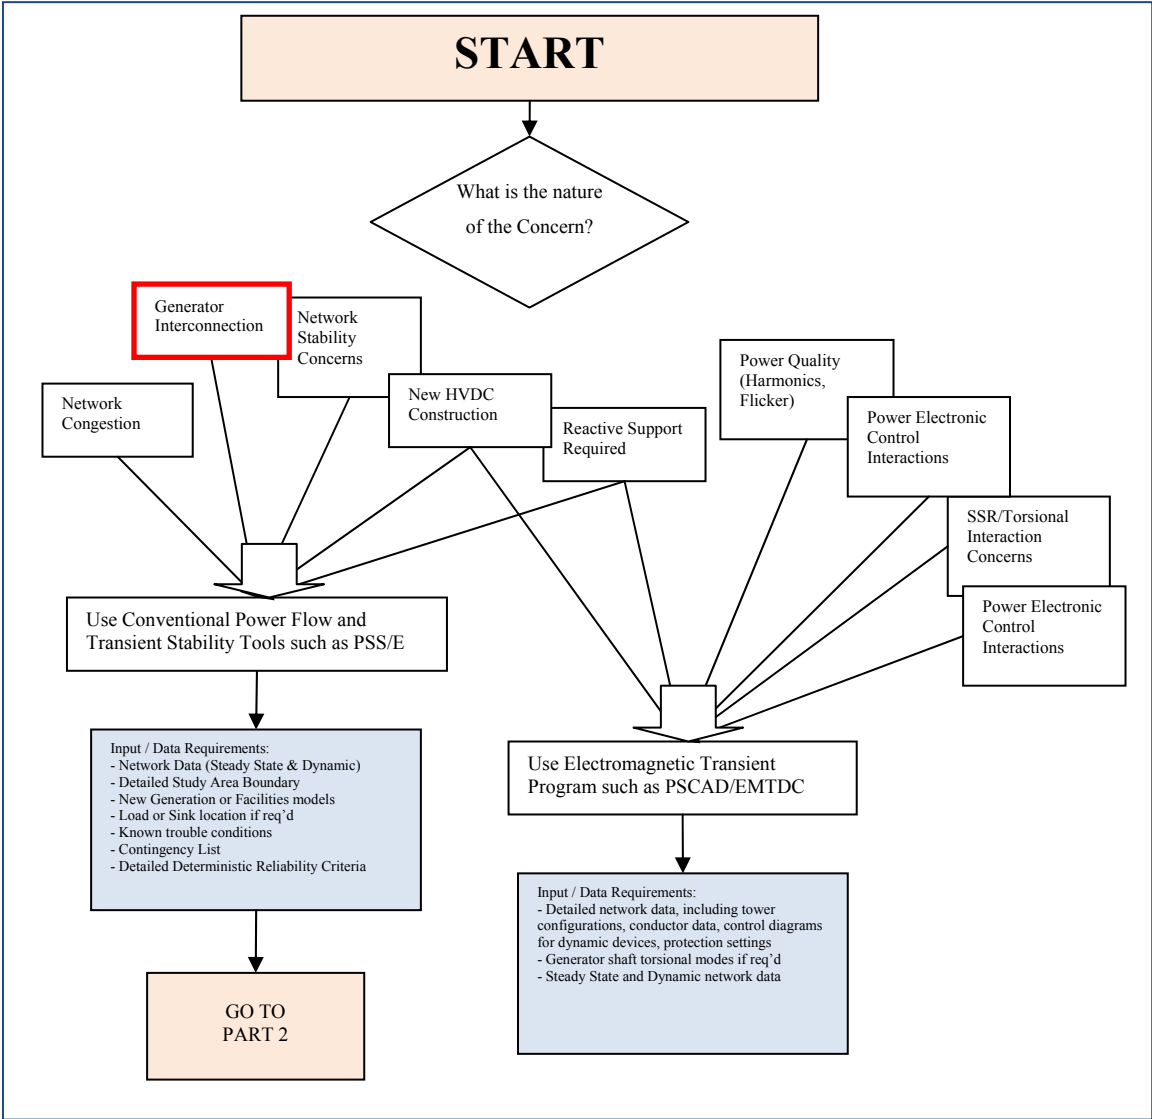 START
What is the nature
of the Concern?
Generator
Interconnection
Network
Stability
Concerns
Network
Congestion
New HVDC
Construction
Reactive Support
Required
Power Quality
(Harmonics,
Flicker)
Power Electronic
Control
Interactions
SSR/Torsional
Interaction
Concerns
Power Electronic
Control
Interactions
Use Conventional Power Flow and
Transient Stability Tools such as PSS/E
Input / Data Requirements:
- Network Data (Steady State & Dynamic)
- Detailed Study Area Boundary
- New Generation or Facilities models
- Load or Sink location if req’d
- Known trouble conditions
- Contingency List
- Detailed Deterministic Reliability Criteria
GO TO
PART 2
Use Electromagnetic Transient
Program such as PSCAD/EMTDC
Input / Data Requirements:
- Detailed network data, including tower
configurations, conductor data, control diagrams
for dynamic devices, protection settings
- Generator shaft torsional modes if req’d
- Steady State and Dynamic network data